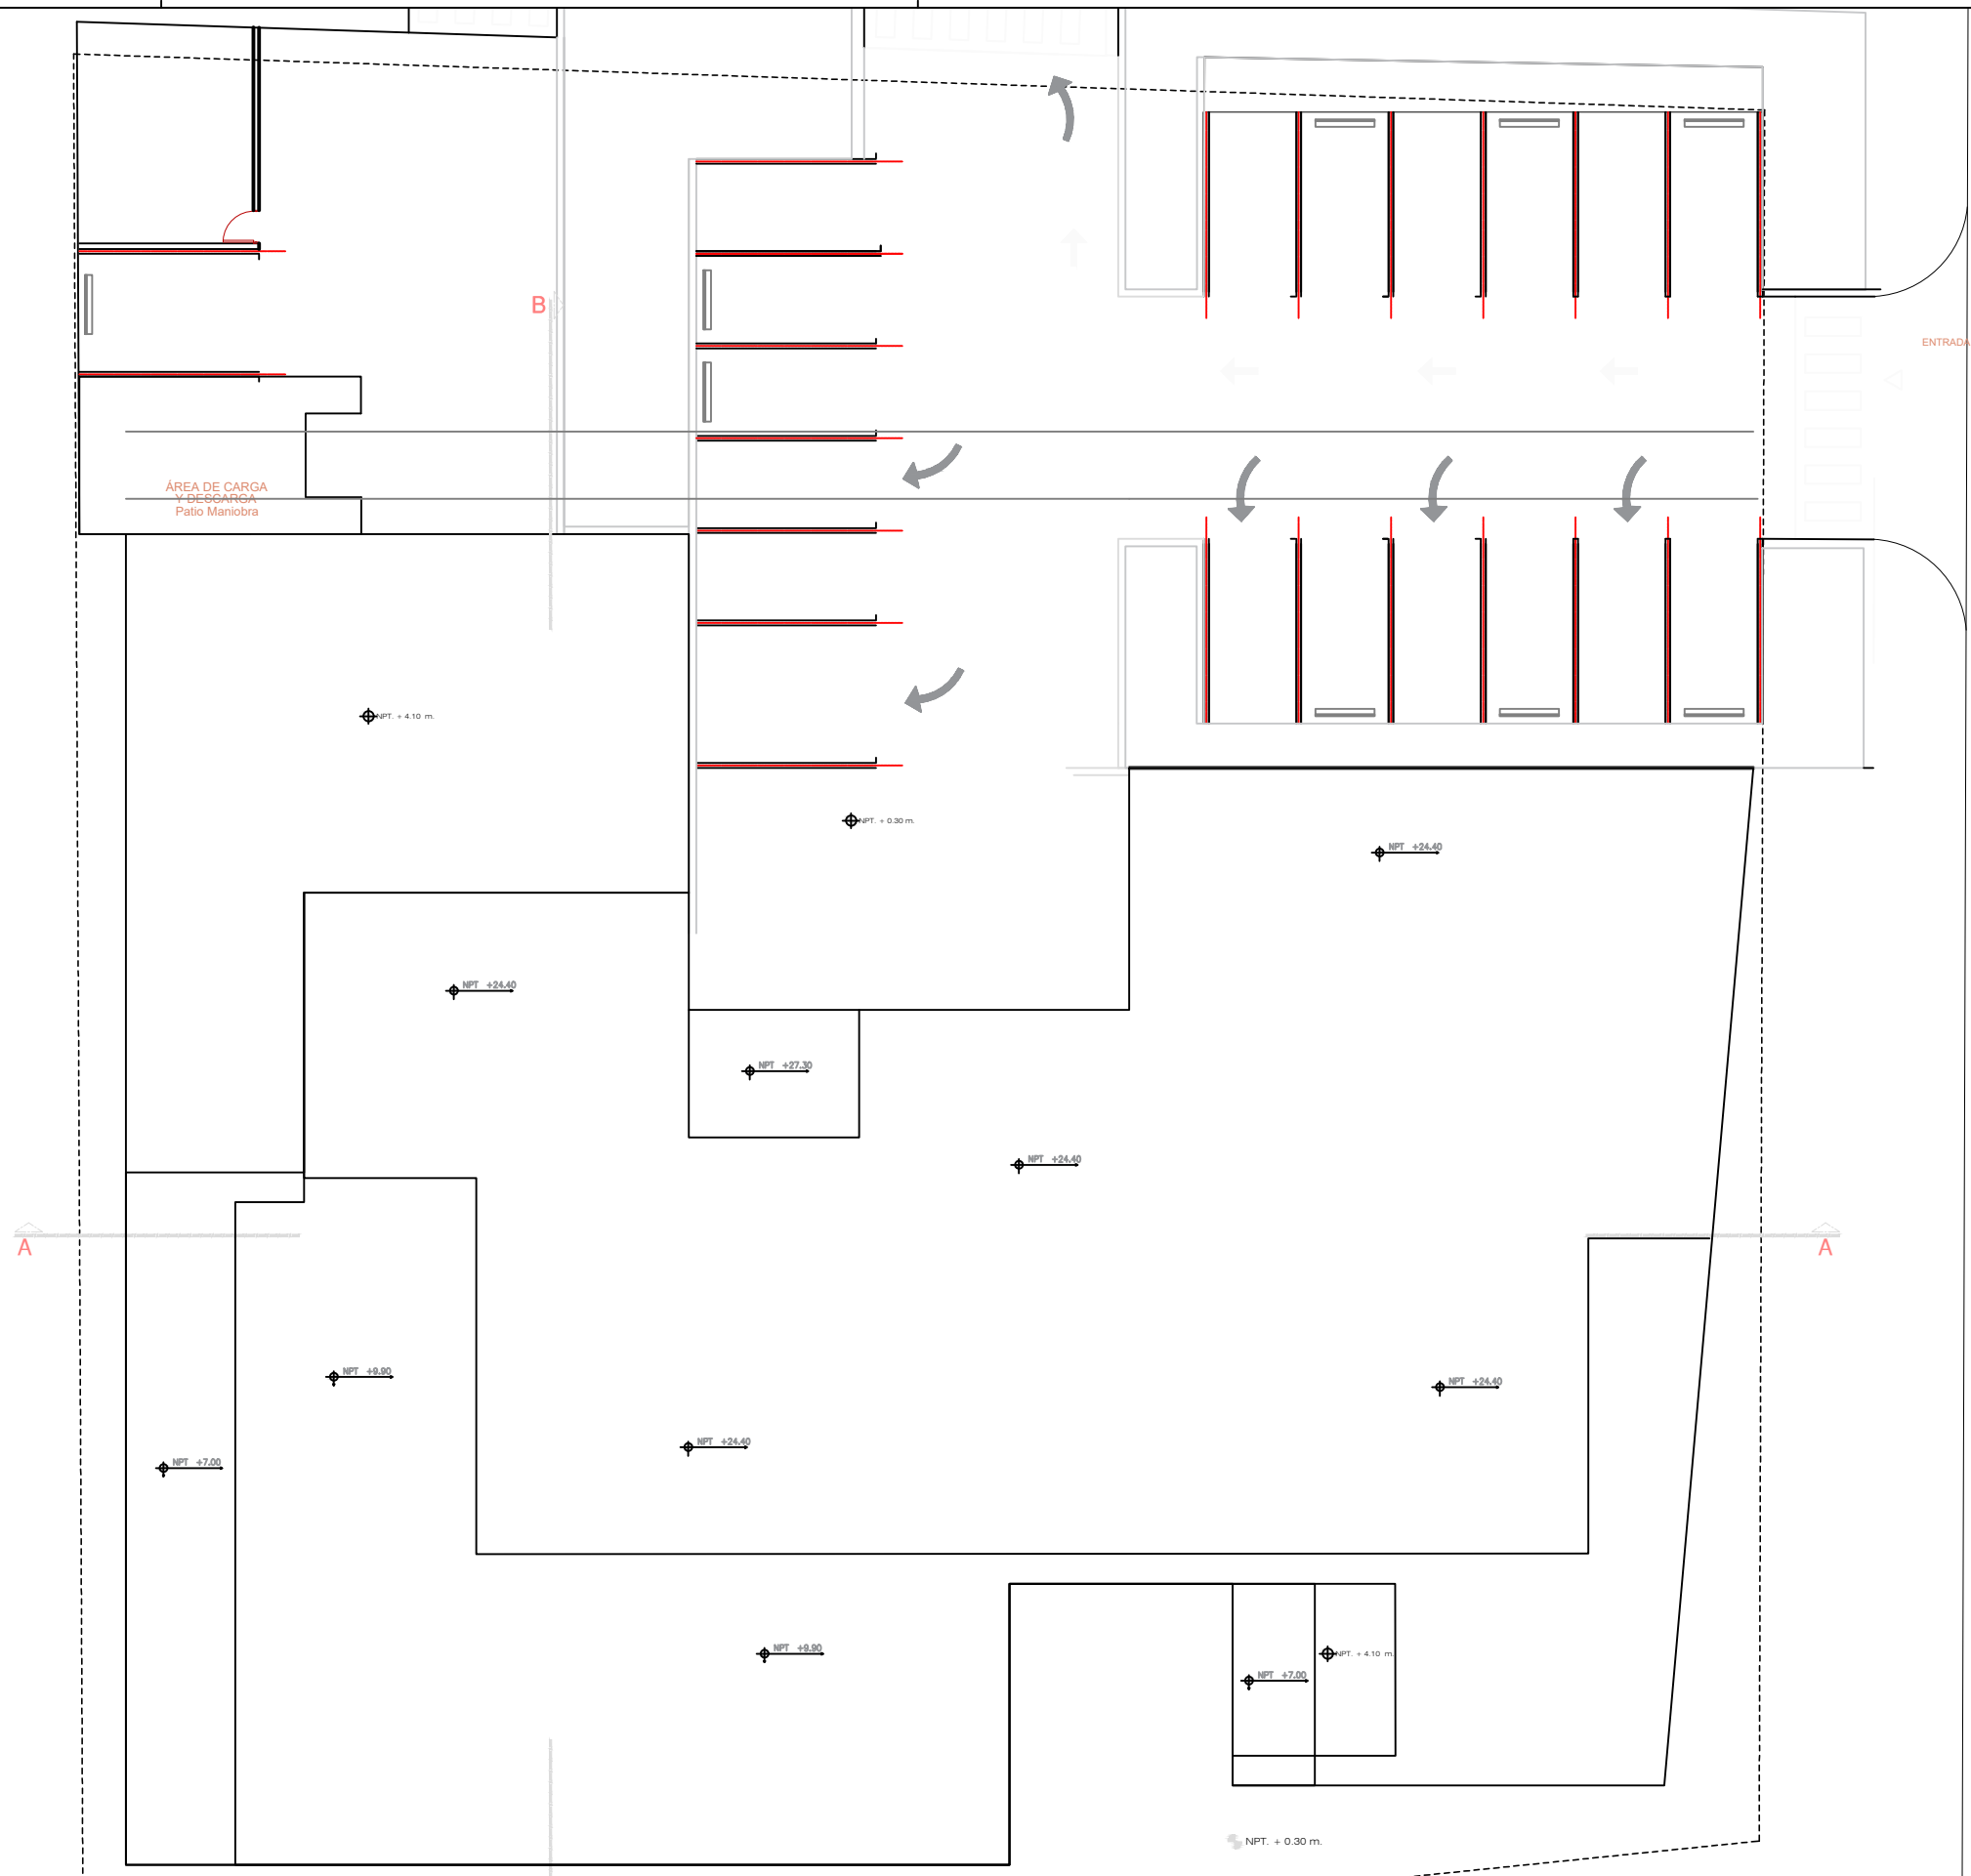 B
ENTRADA
ÁREA DE CARGA
Y DESCARGA
Patio Maniobra
NPT. + 4.10 m.
NPT. + 0.30 m.
NPT +24.40
NPT +24.40
NPT +27.30
NPT +24.40
A
A
NPT +9.90
NPT +24.40
NPT +24.40
NPT +7.00
NPT +9.90
NPT. + 4.10 m.
NPT +7.00
NPT. + 0.30 m.